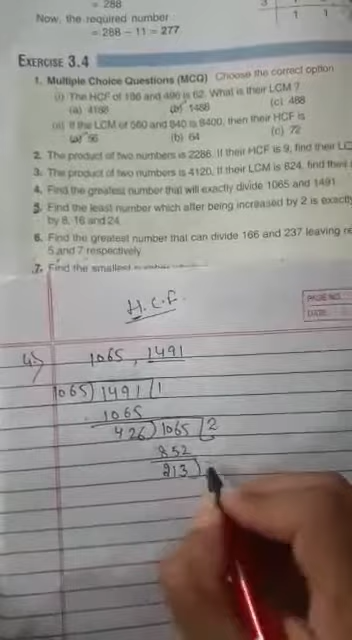 = 288
Now, the required number
= 288 − 11 = 277
3 1
1 1
EXERCISE 3.4
1. Multiple Choice Questions (MCQ) Choose the correct option
(i) The HCF of 186 and 496 is 62. What is their LCM ?
(a) 4188 (b) 1488 (c) 488
(ii) If the LCM of 560 and 840 is 8400, then their HCF is
(a) 56 (b) 64 (c) 72
2. The product of two numbers is 2286. If their HCF is 9, find their LC
3. The product of two numbers is 4120. If their LCM is 824, find their
4. Find the greatest number that will exactly divide 1065 and 1491
5. Find the least number which after being increased by 2 is exactly
by 8, 16 and 24.
6. Find the greatest number that can divide 166 and 237 leaving re
5 and 7 respectively
7. Find the smallest number
H.C.F.
PAGE NO.
DATE
4.) 1065, 1491
1065)1491(1
1065
426)1065(2
852
213)